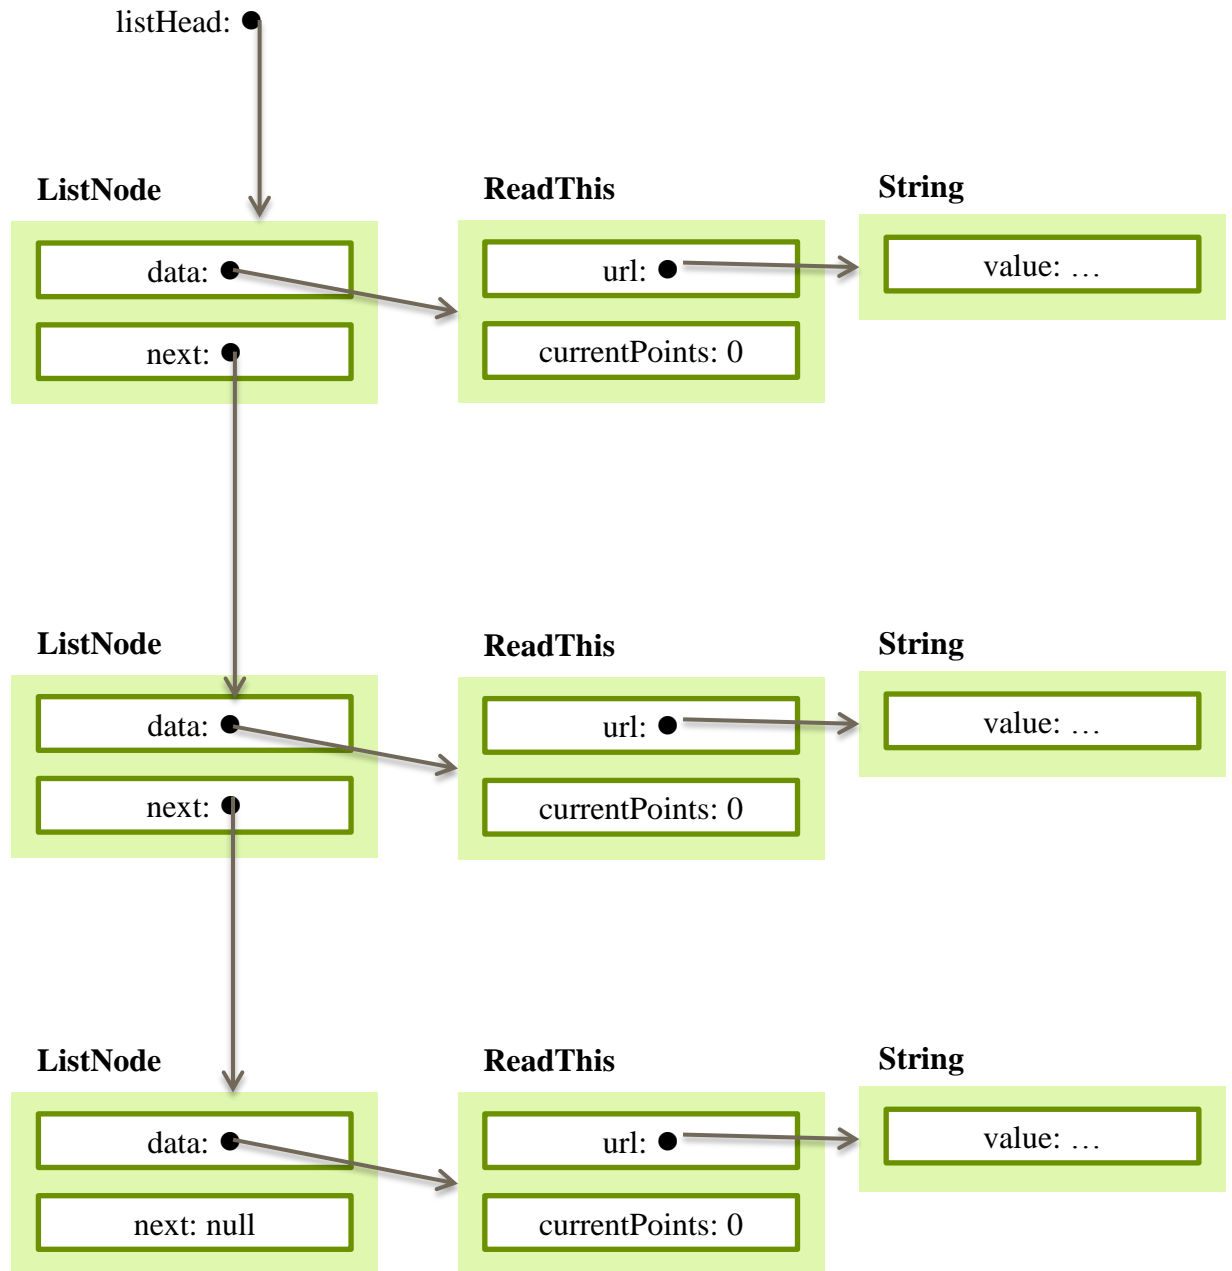 listHead:
ListNode
ReadThis
String
data:
url:
value: …
next:
currentPoints: 0
ListNode
ReadThis
String
data:
url:
value: …
next:
currentPoints: 0
ListNode
ReadThis
String
data:
url:
value: …
next: null
currentPoints: 0